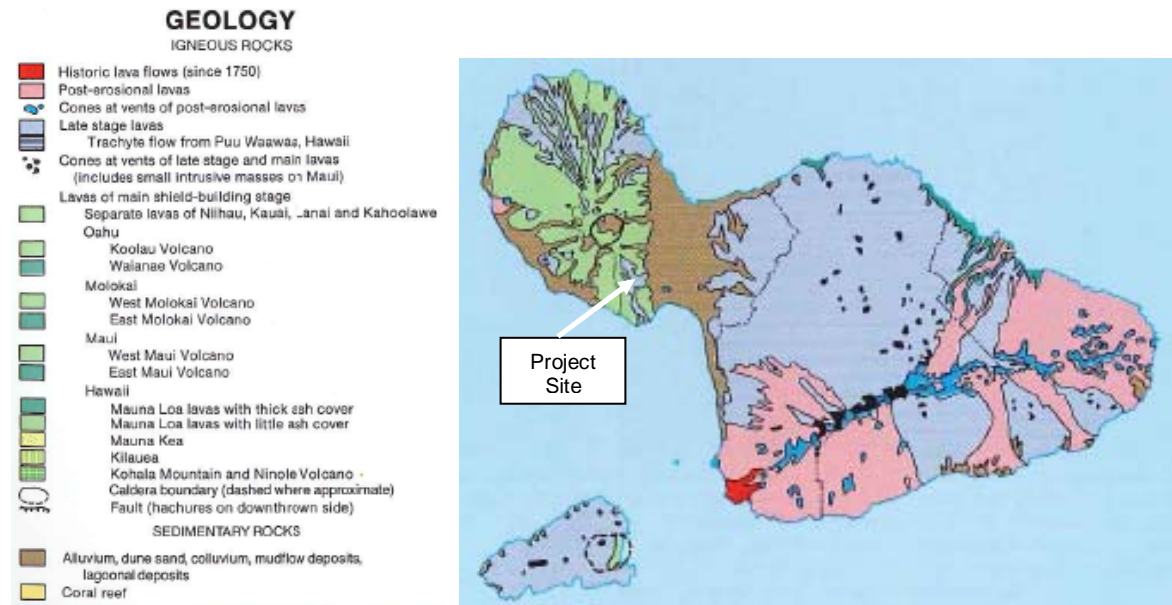 GEOLOGY
IGNEOUS ROCKS
Historic lava flows (since 1750)
Post-erosional lavas
Cones at vents of post-erosional lavas
Late stage lavas
Trachyte flow from Puu Waawaa, Hawaii
Cones at vents of late stage and main lavas
(includes small intrusive masses on Maui)
Lavas of main shield-building stage
Separate lavas of Niihau, Kauai, Lanai and Kahoolawe
Oahu
Koolau Volcano
Waianae Volcano
Molokai
West Molokai Volcano
East Molokai Volcano
Maui
West Maui Volcano
East Maui Volcano
Hawaii
Mauna Loa lavas with thick ash cover
Mauna Loa lavas with little ash cover
Mauna Kea
Kilauea
Kohala Mountain and Ninole Volcano
Caldera boundary (dashed where approximate)
Fault (hachures on downthrown side)
SEDIMENTARY ROCKS
Alluvium, dune sand, colluvium, mudflow deposits,
lagoonal deposits
Coral reef
Project
Site